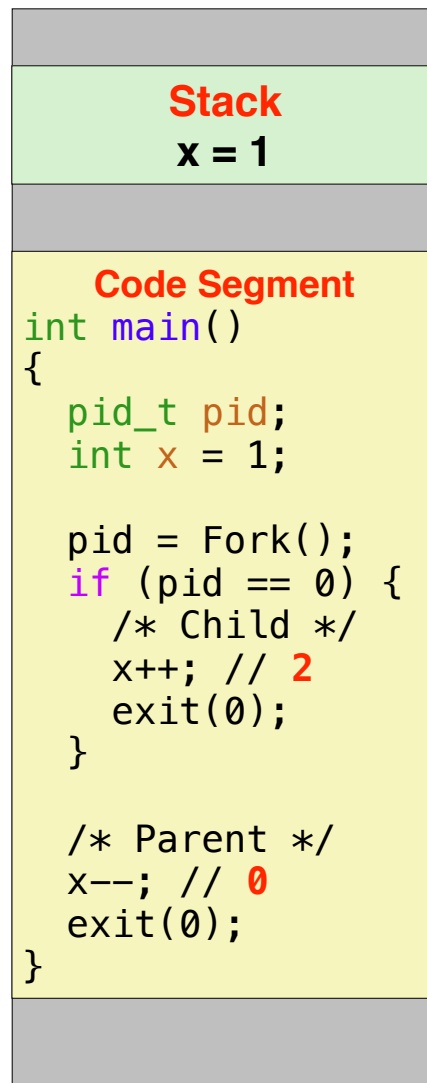 Stack
x = 1
Code Segment
int main()
{
  pid_t pid;
  int x = 1;

  pid = Fork();
  if (pid == 0) {
    /* Child */
    x++; // 2
    exit(0);
  }

  /* Parent */
  x--; // 0
  exit(0);
}